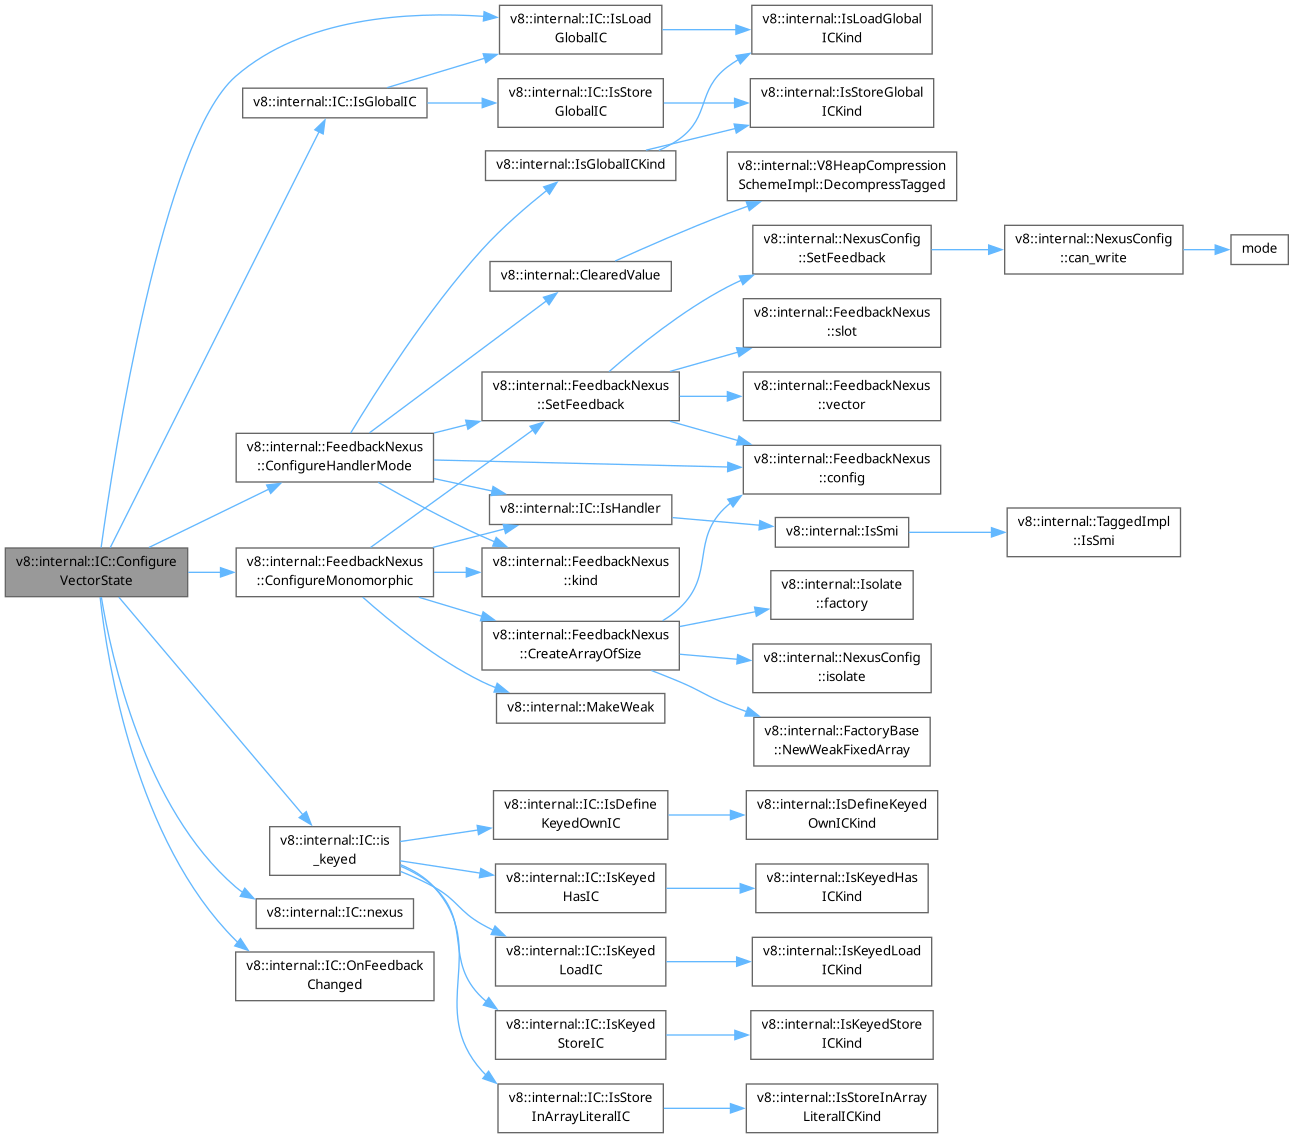 v8::internal::IC::Configure
VectorState
v8::internal::IC::IsGlobalIC
v8::internal::FeedbackNexus
::ConfigureHandlerMode
v8::internal::FeedbackNexus
::ConfigureMonomorphic
v8::internal::IC::is
_keyed
v8::internal::IC::nexus
v8::internal::IC::OnFeedback
Changed
v8::internal::IC::IsLoad
GlobalIC
v8::internal::IC::IsStore
GlobalIC
v8::internal::IsGlobalICKind
v8::internal::ClearedValue
v8::internal::FeedbackNexus
::SetFeedback
v8::internal::IC::IsHandler
v8::internal::FeedbackNexus
::kind
v8::internal::FeedbackNexus
::CreateArrayOfSize
v8::internal::MakeWeak
v8::internal::IC::IsDefine
KeyedOwnIC
v8::internal::IC::IsKeyed
HasIC
v8::internal::IC::IsKeyed
LoadIC
v8::internal::IC::IsKeyed
StoreIC
v8::internal::IC::IsStore
InArrayLiteralIC
v8::internal::IsLoadGlobal
ICKind
v8::internal::IsStoreGlobal
ICKind
v8::internal::V8HeapCompression
SchemeImpl::DecompressTagged
v8::internal::NexusConfig
::SetFeedback
v8::internal::FeedbackNexus
::slot
v8::internal::FeedbackNexus
::vector
v8::internal::FeedbackNexus
::config
v8::internal::IsSmi
v8::internal::Isolate
::factory
v8::internal::NexusConfig
::isolate
v8::internal::FactoryBase
::NewWeakFixedArray
v8::internal::IsDefineKeyed
OwnICKind
v8::internal::IsKeyedHas
ICKind
v8::internal::IsKeyedLoad
ICKind
v8::internal::IsKeyedStore
ICKind
v8::internal::IsStoreInArray
LiteralICKind
v8::internal::NexusConfig
::can_write
v8::internal::TaggedImpl
::IsSmi
mode